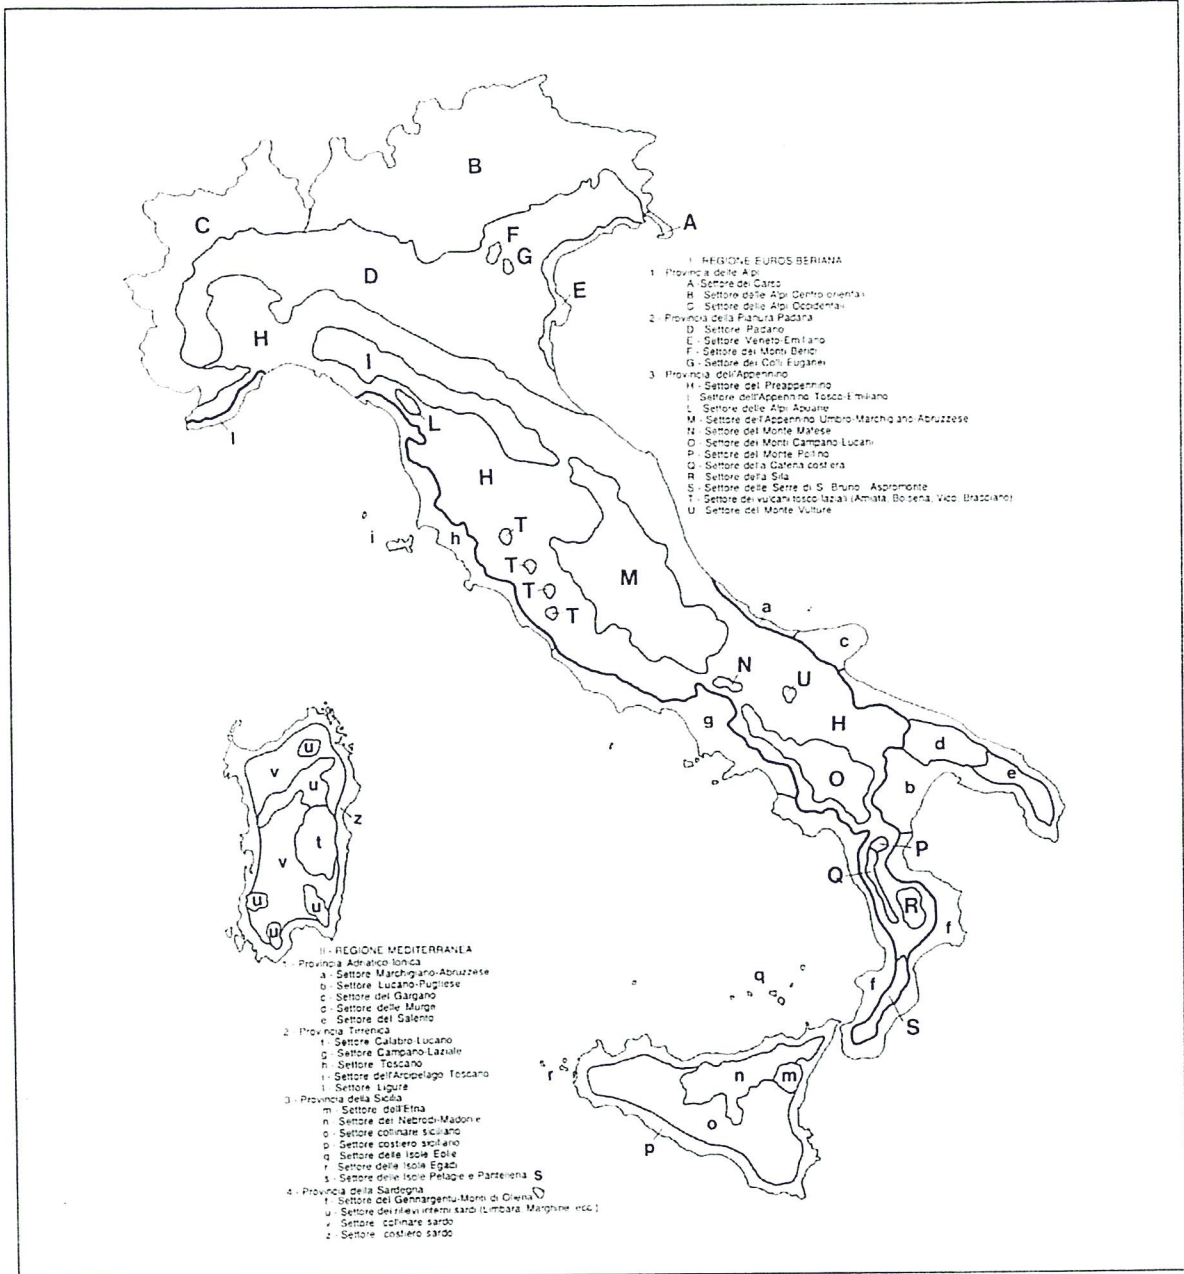 B
C
A
F
G
D
E
H
I
L
l
H
i
h
T
T
T
T
M
a
c
N
U
g
H
d
e
O
b
P
Q
R
f
f
S
q
r
n
m
o
p
u
v
u
z
t
v
u
u
u
I - REGIONE EUROSIBERIANA
1 - Provincia delle Alpi
A - Settore del Carso
B - Settore delle Alpi Centro orientali
C - Settore delle Alpi Occidentali
2 - Provincia della Pianura Padana
D - Settore Padano
E - Settore Veneto-Emiliano
F - Settore dei Monti Berici
G - Settore dei Colli Euganei
3 - Provincia dell'Appennino
H - Settore del Preappennino
I - Settore dell'Appennino Tosco-Emiliano
L - Settore delle Alpi Apuane
M - Settore dell'Appennino Umbro-Marchigiano-Abruzzese
N - Settore del Monte Matese
O - Settore dei Monti Campano-Lucani
P - Settore del Monte Pollino
Q - Settore della Catena costiera
R - Settore della Sila
S - Settore delle Serre di S. Bruno - Aspromonte
T - Settore dei vulcani tosco-laziali (Amiata, Bolsena, Vico, Bracciano)
U - Settore del Monte Vulture
II - REGIONE MEDITERRANEA
1 - Provincia Adriatico-Ionica
a - Settore Marchigiano-Abruzzese
b - Settore Lucano-Pugliese
c - Settore del Gargano
d - Settore delle Murge
e - Settore del Salento
2 - Provincia Tirrenica
f - Settore Calabro-Lucano
g - Settore Campano-Laziale
h - Settore Toscano
i - Settore dell'Arcipelago Toscano
l - Settore Ligure
3 - Provincia della Sicilia
m - Settore dell'Etna
n - Settore dei Nebrodi-Madonie
o - Settore collinare siciliano
p - Settore costiero siciliano
q - Settore delle Isole Eolie
r - Settore delle Isole Egadi
s - Settore delle Isole Pelagie e Pantelleria S
4 - Provincia della Sardegna
t - Settore del Gennargentu-Monti di Oliena
u - Settore dei rilievi interni sardi (Limbara, Marghine, ecc.)
v - Settore collinare sardo
z - Settore costiero sardo